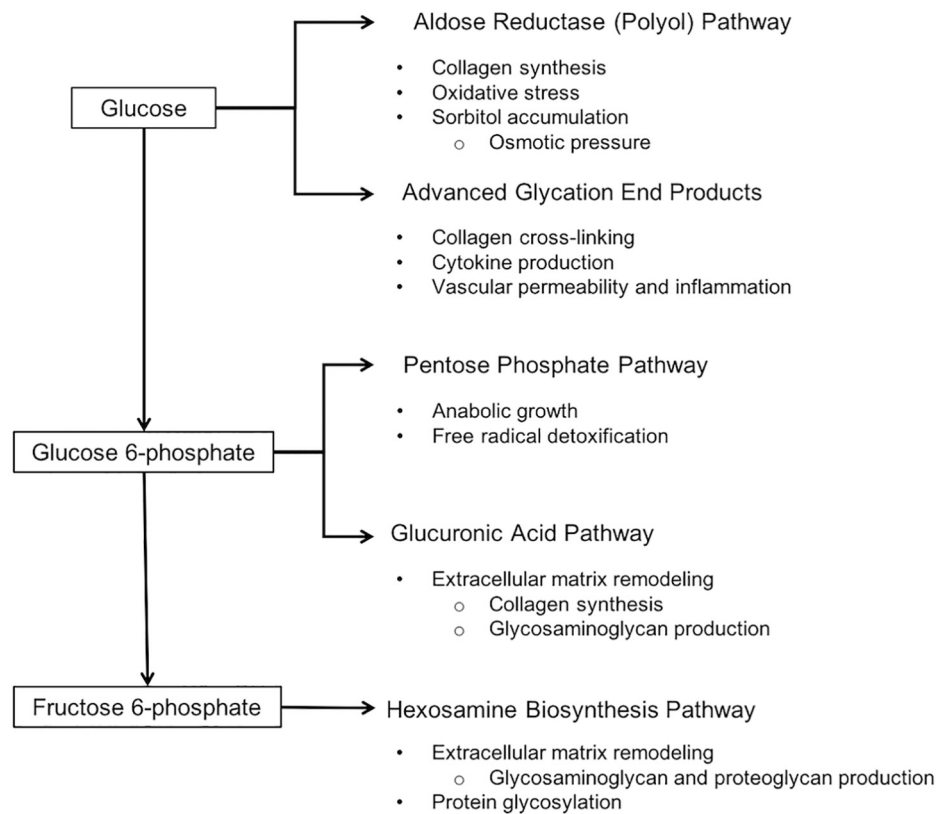 Aldose Reductase (Polyol) Pathway
• Collagen synthesis
• Oxidative stress
• Sorbitol accumulation
o Osmotic pressure
Glucose
Advanced Glycation End Products
• Collagen cross-linking
• Cytokine production
• Vascular permeability and inflammation
Pentose Phosphate Pathway
• Anabolic growth
• Free radical detoxification
Glucose 6-phosphate
Glucuronic Acid Pathway
• Extracellular matrix remodeling
o Collagen synthesis
o Glycosaminoglycan production
Fructose 6-phosphate
Hexosamine Biosynthesis Pathway
• Extracellular matrix remodeling
o Glycosaminoglycan and proteoglycan production
• Protein glycosylation